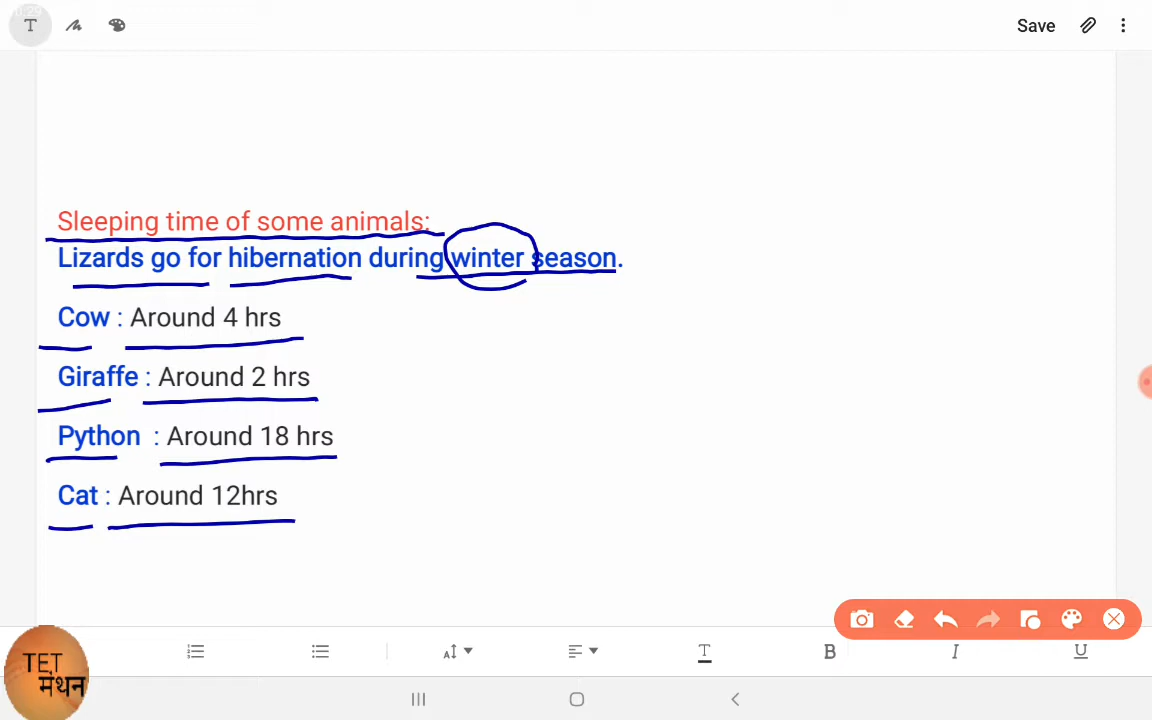 T
Save
Sleeping time of some animals:
Lizards go for hibernation during winter season.
Cow : Around 4 hrs
Giraffe : Around 2 hrs
Python : Around 18 hrs
Cat : Around 12hrs
TET
मंथन
A
T
B
I
U